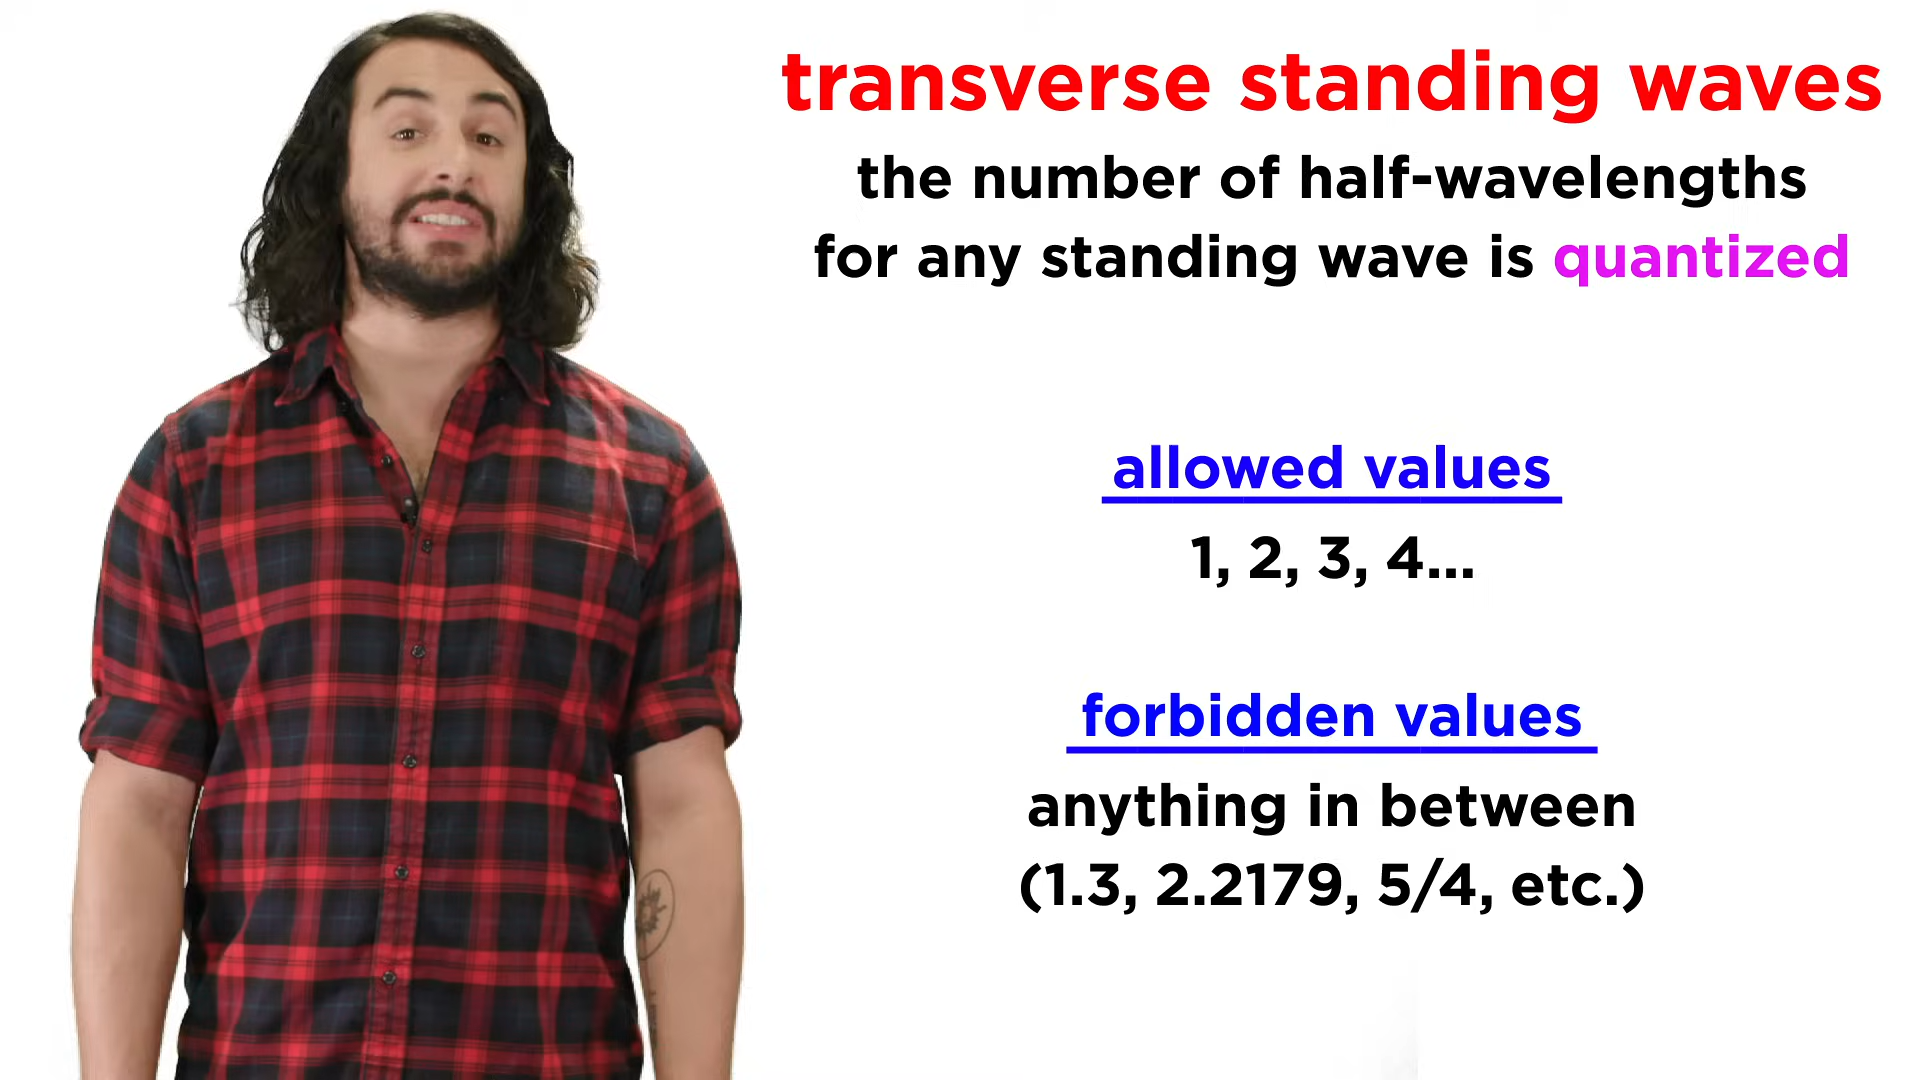 transverse standing waves
the number of half-wavelengths
for any standing wave is quantized
allowed values
1, 2, 3, 4...
forbidden values
anything in between
(1.3, 2.2179, 5/4, etc.)